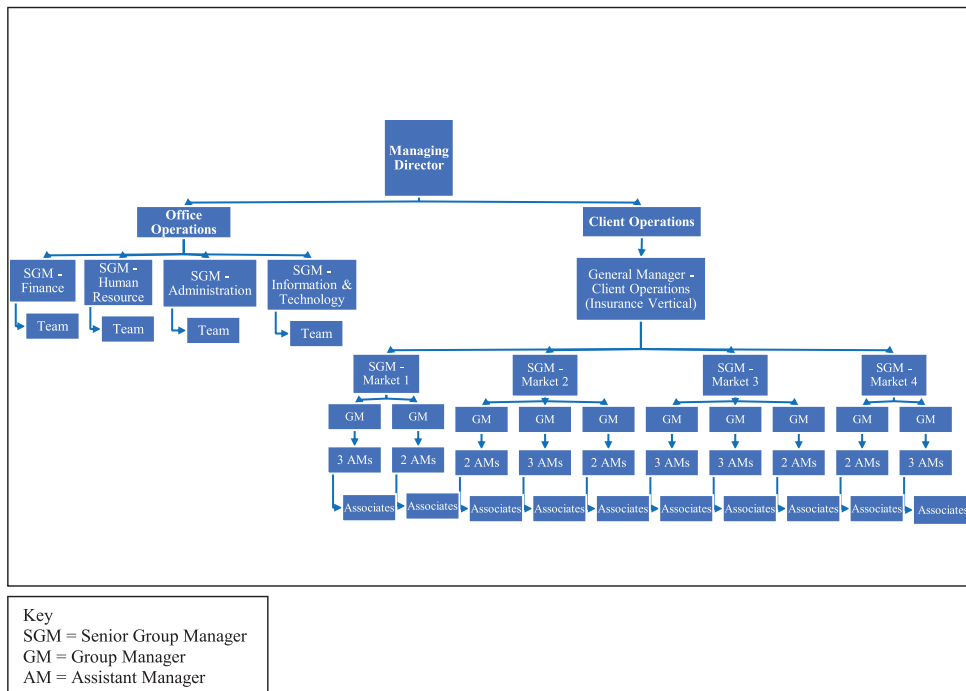 Managing
Director
Office
Operations
Client Operations
SGM -
Finance
SGM -
Human
Resource
SGM -
Administration
SGM -
Information &
Technology
General Manager -
Client Operations
(Insurance Vertical)
Team
Team
Team
Team
SGM -
Market 1
SGM -
Market 2
SGM -
Market 3
SGM -
Market 4
GM
GM
GM
GM
GM
GM
GM
GM
GM
GM
3 AMs
2 AMs
2 AMs
3 AMs
2 AMs
3 AMs
3 AMs
2 AMs
2 AMs
3 AMs
Associates
Associates
Associates
Associates
Associates
Associates
Associates
Associates
Associates
Associates
Key
SGM = Senior Group Manager
GM = Group Manager
AM = Assistant Manager